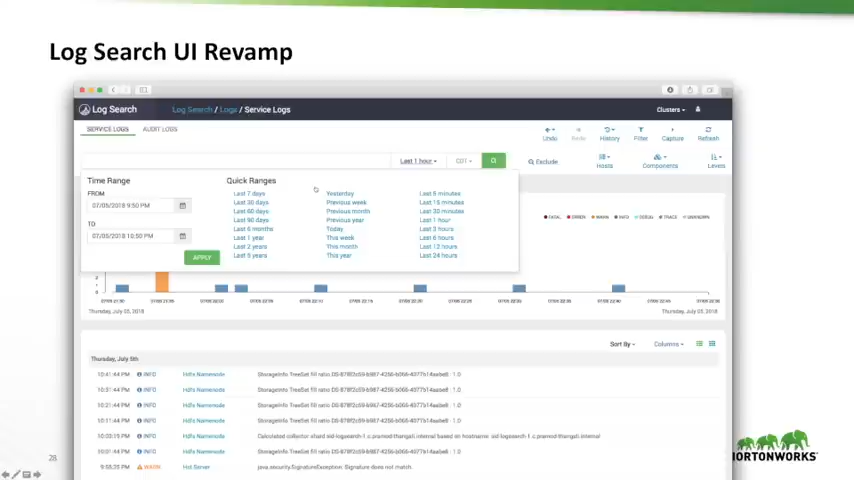 Log Search UI Revamp
Log Search
Log Search / Logs / Service Logs
Clusters
SERVICE LOGS
AUDIT LOGS
Undo
Redo
History
Filter
Capture
Refresh
Last 1 hour
CDT
Exclude
Hosts
Components
Levels
Time Range
Quick Ranges
FROM
07/05/2018 9:50 PM
TO
07/05/2018 10:50 PM
APPLY
Last 7 days
Last 30 days
Last 60 days
Last 90 days
Last 6 months
Last 1 year
Last 2 years
Last 5 years
Yesterday
Previous week
Previous month
Previous year
Today
This week
This month
This year
Last 5 minutes
Last 15 minutes
Last 30 minutes
Last 1 hour
Last 3 hours
Last 6 hours
Last 12 hours
Last 24 hours
FATAL
ERROR
WARN
INFO
DEBUG
TRACE
UNKNOWN
Thursday, July 05, 2018
Thursday, July 05, 2018
Sort By
Columns
Thursday, July 5th
10:41:44 PM INFO Hdfs Namenode
10:31:44 PM INFO Hdfs Namenode
10:21:44 PM INFO Hdfs Namenode
10:11:44 PM INFO Hdfs Namenode
10:03:15 PM INFO Hdfs Namenode
10:01:44 PM INFO Hdfs Namenode
WARN java.security.SignatureException: Signature does not match.
28
HORTONWORKS